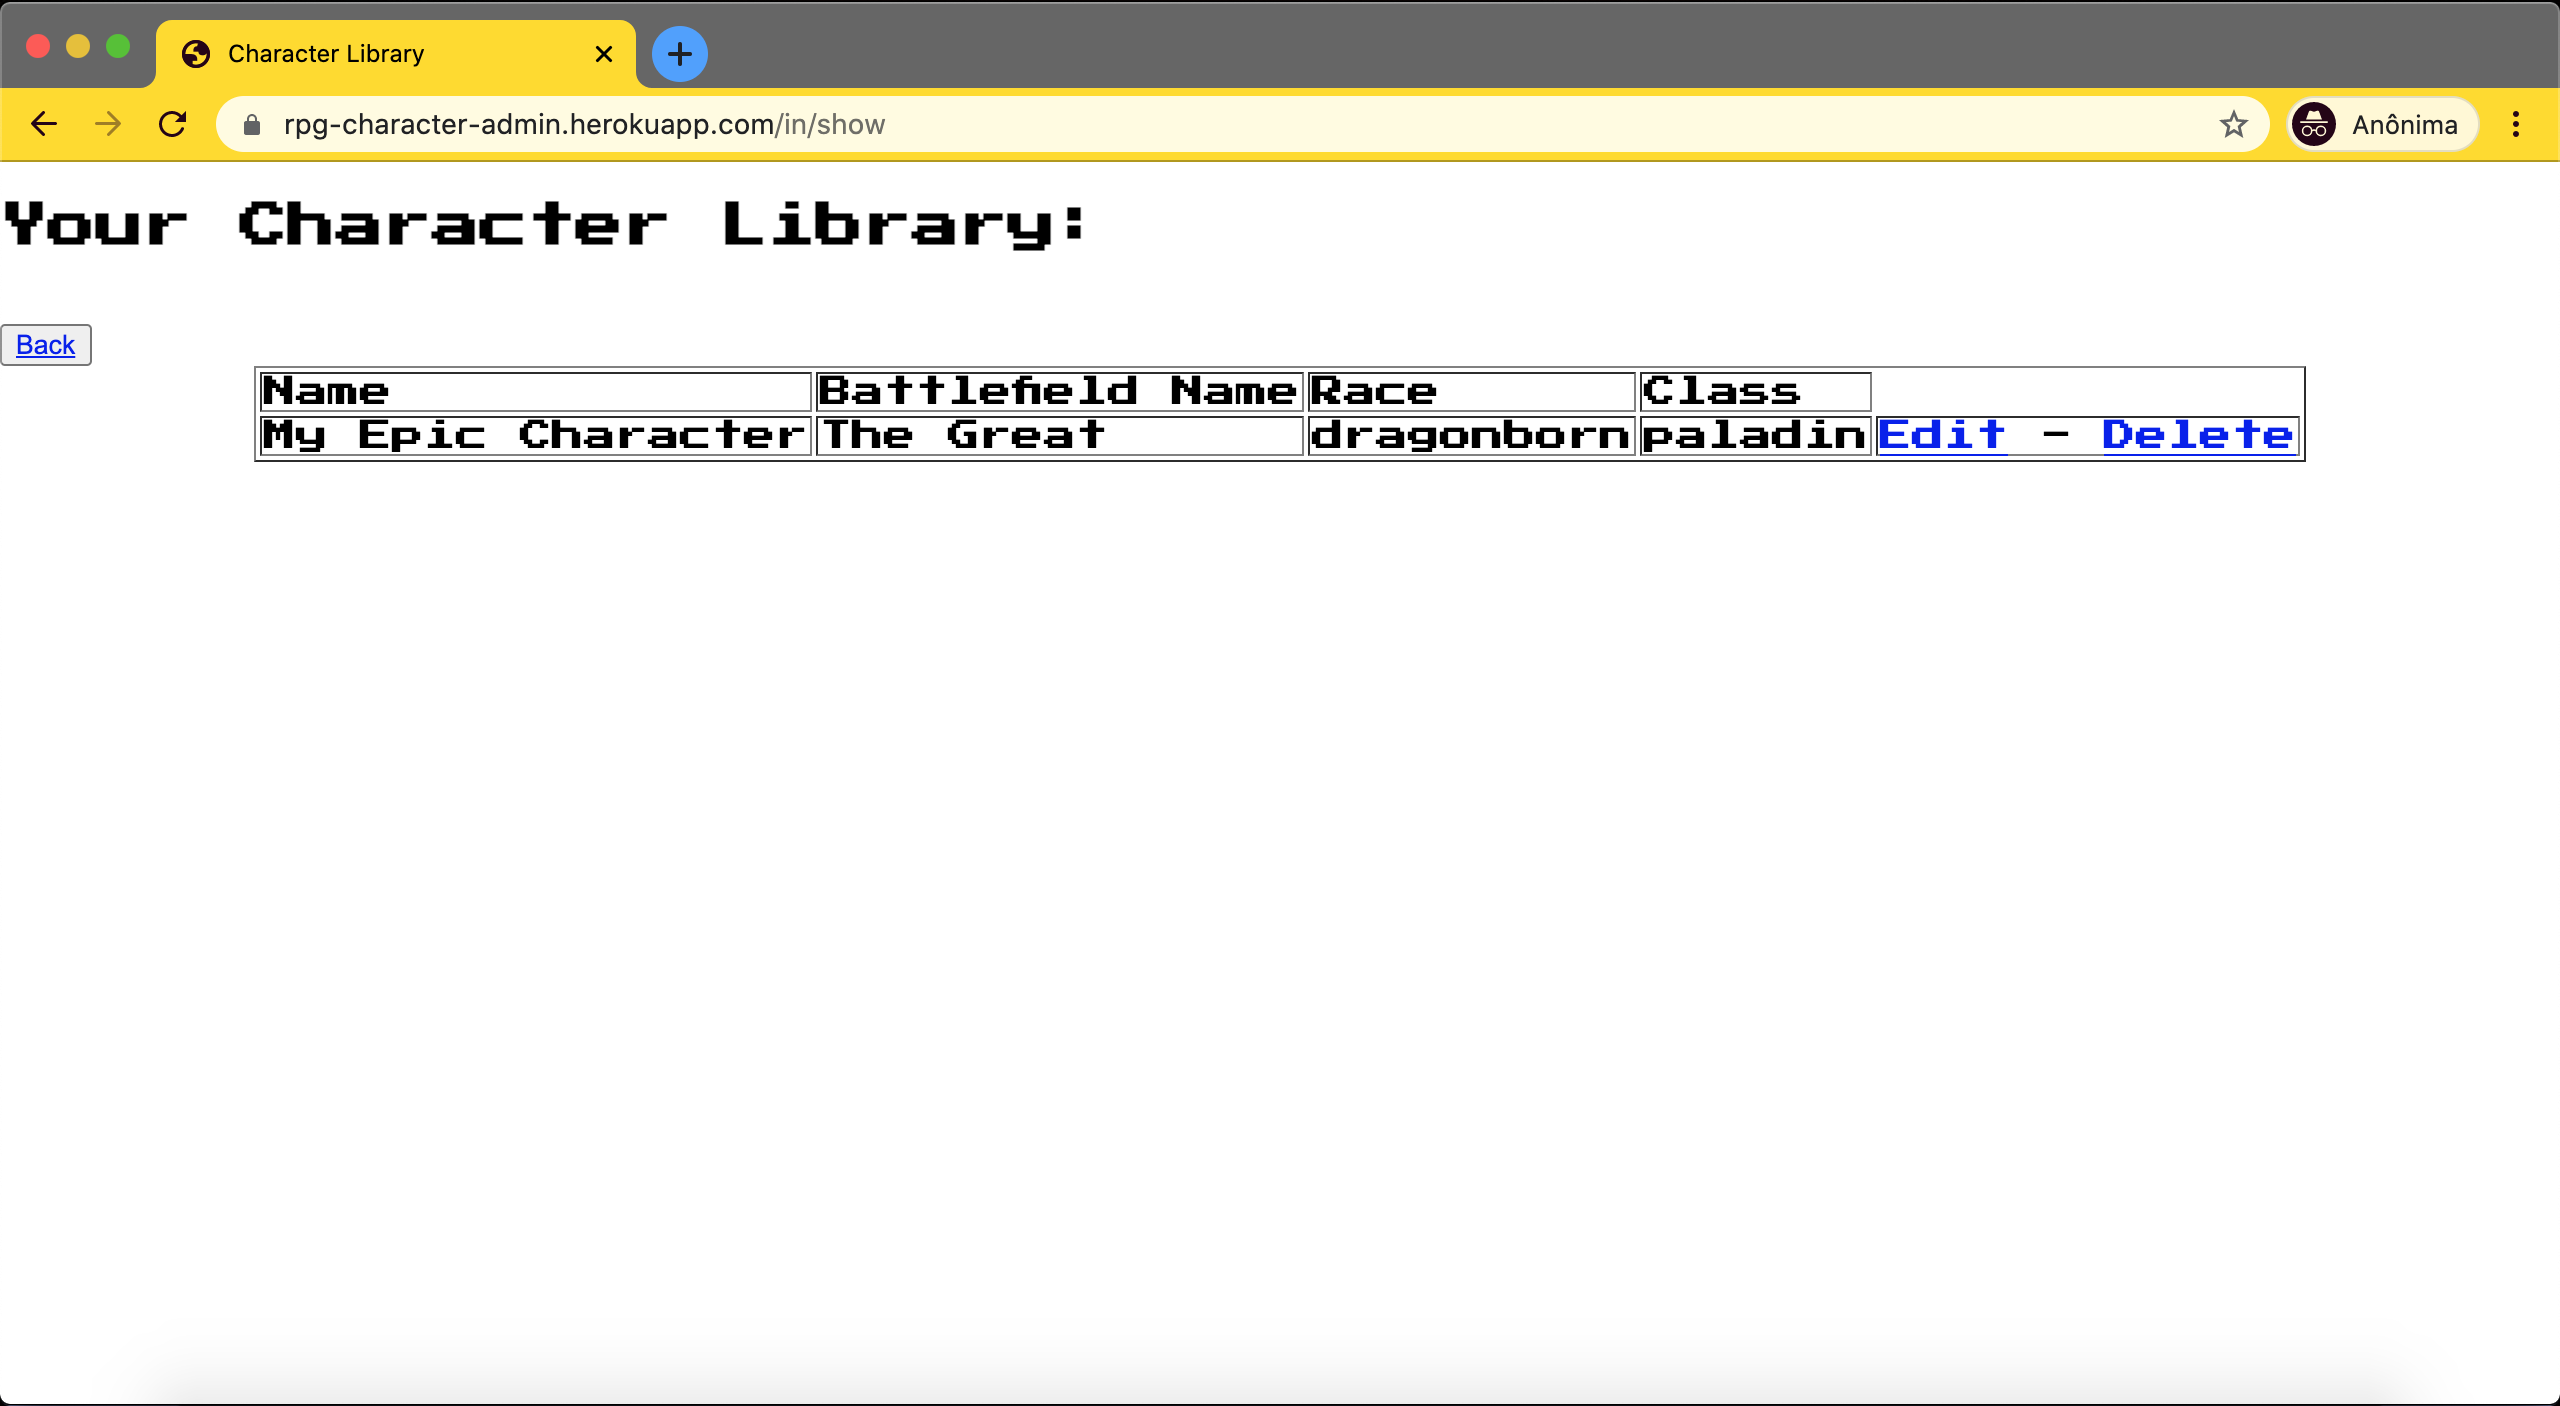 Character Library
rpg-character-admin.herokuapp.com/in/show
Anônima
Your Character Library:
Back
Name Battlefield Name Race Class
My Epic Character The Great dragonborn paladin Edit - Delete